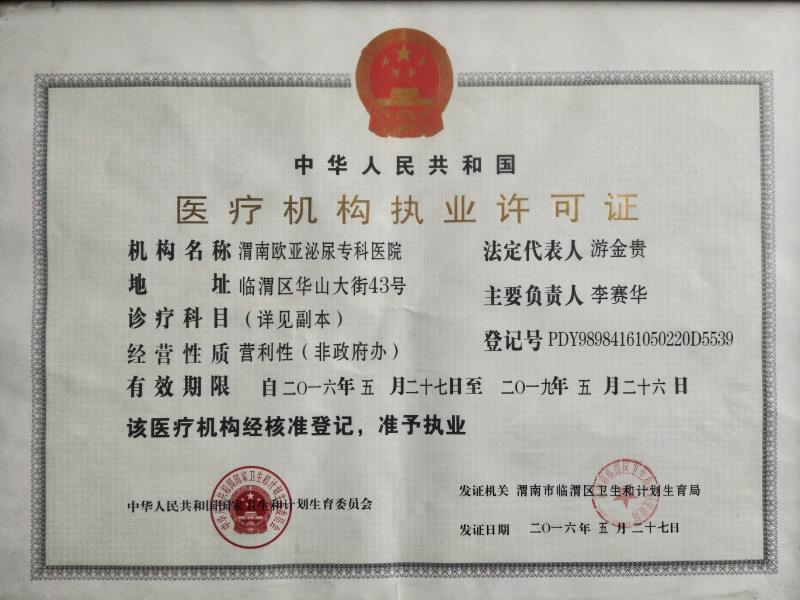 中华人民共和国
医疗机构执业许可证
机构名称 渭南欧亚泌尿专科医院
法定代表人 游金贵
地址 临渭区华山大街43号
主要负责人 李赛华
诊疗科目（详见副本）
登记号 PDY98984161050220D5539
经营性质 营利性（非政府办）
有效期限 自二〇一六年五月二十七日至二〇一九年五月二十六日
该医疗机构经核准登记，准予执业
中华人民共和国国家卫生和计划生育委员会
发证机关 渭南市临渭区卫生和计划生育局
发证日期 二〇一六年五月二十七日